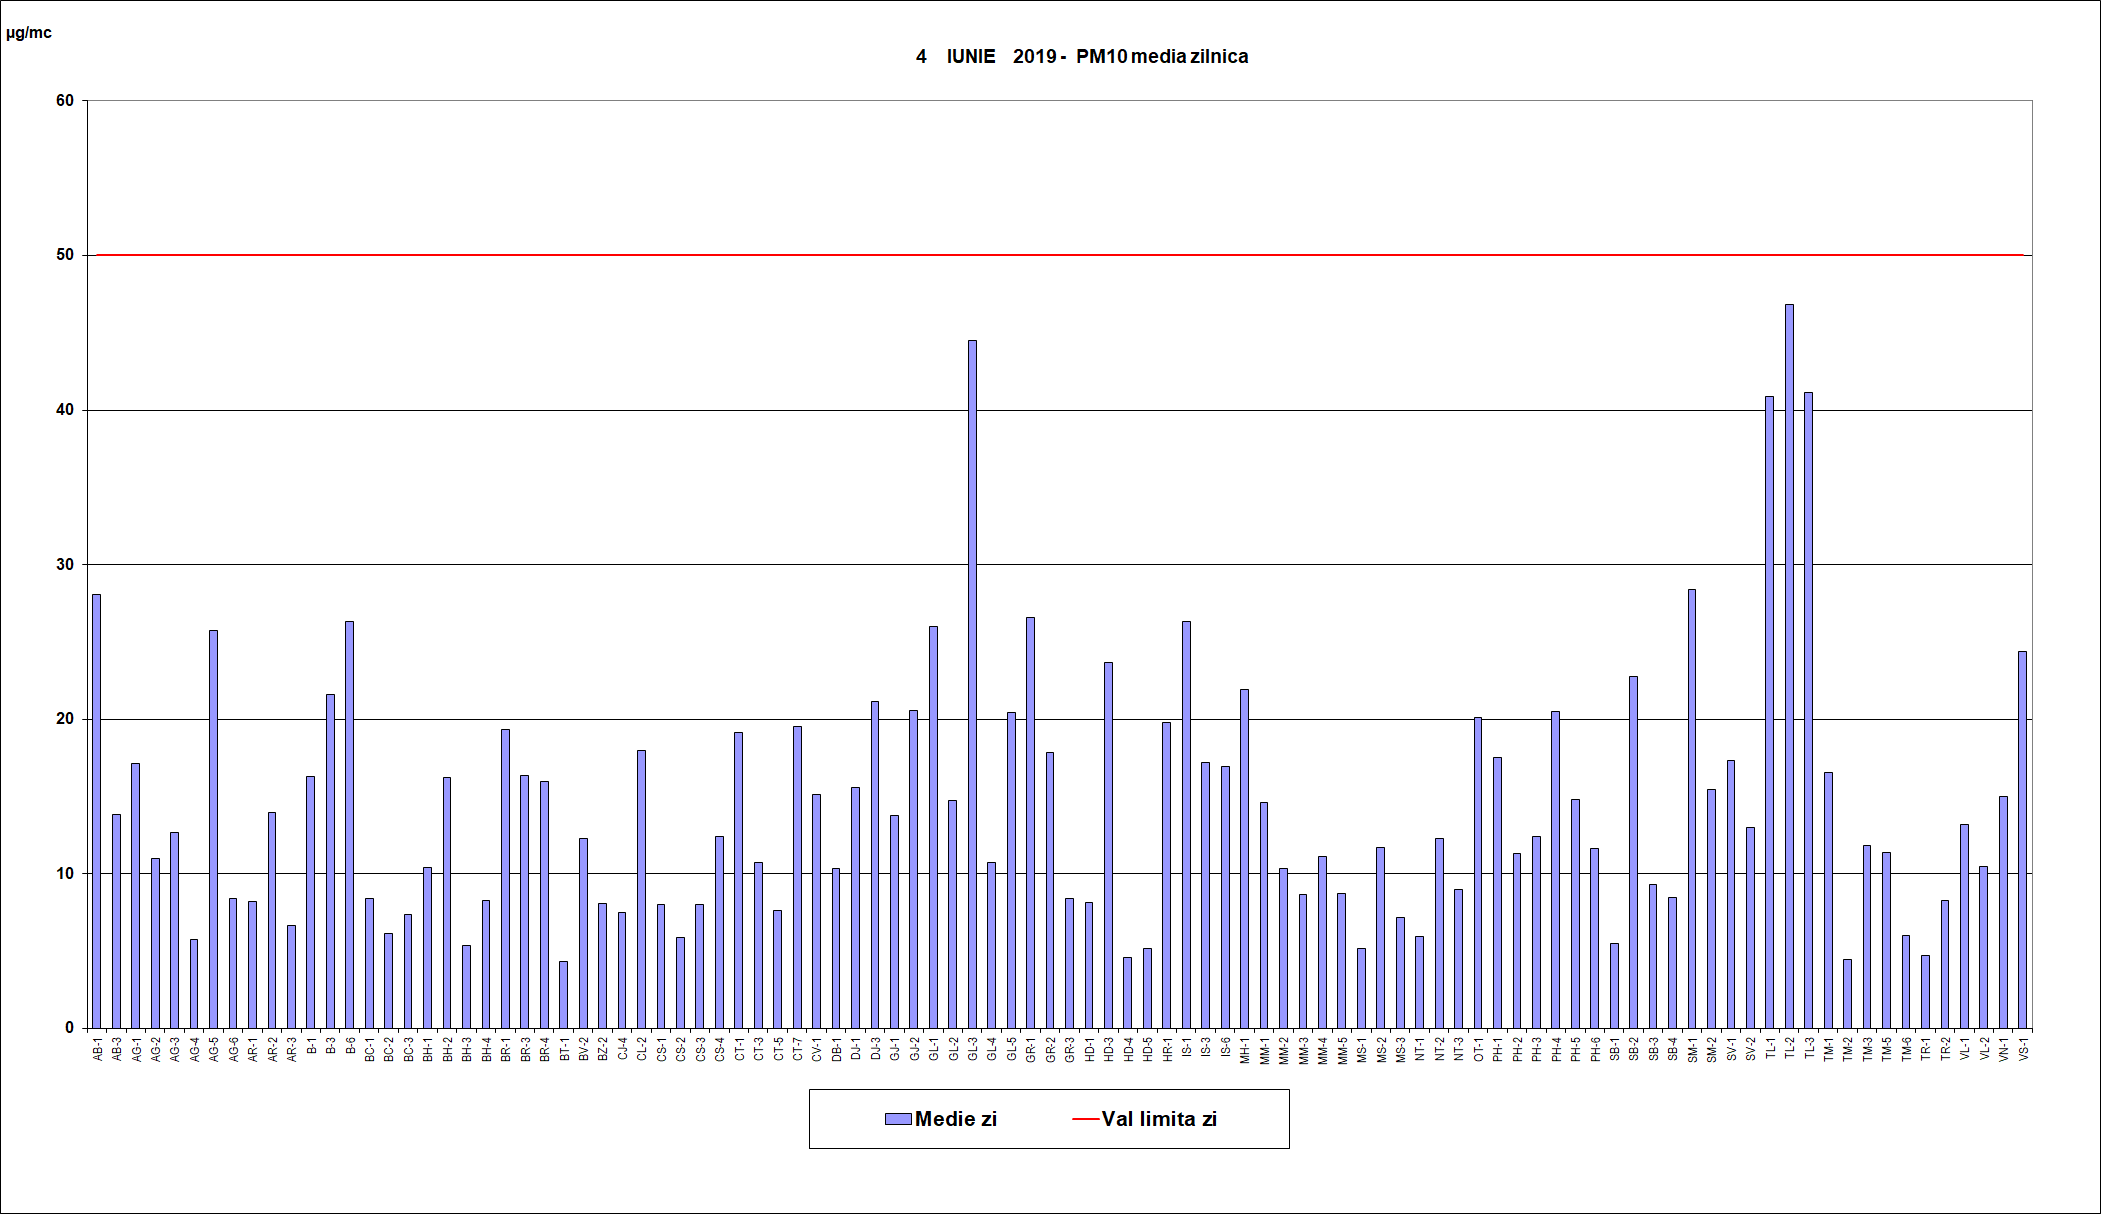 µg/mc
4 IUNIE 2019 - PM10 media zilnica
60
50
40
30
20
10
0
AB-1 AB-3 AG-1 AG-2 AG-3 AG-4 AG-5 AG-6 AR-1 AR-2 AR-3 B-1 B-3 B-6 BC-1 BC-2 BC-3 BH-1 BH-2 BH-3 BH-4 BR-1 BR-3 BR-4 BT-1 BV-2 BZ-2 CJ-4 CL-2 CS-1 CS-2 CS-3 CS-4 CT-1 CT-3 CT-5 CT-7 CV-1 DB-1 DJ-1 DJ-3 GJ-1 GJ-2 GL-1 GL-2 GL-3 GL-4 GL-5 GR-1 GR-2 GR-3 HD-1 HD-3 HD-4 HD-5 HR-1 IS-1 IS-3 IS-6 MH-1 MM-1 MM-2 MM-3 MM-4 MM-5 MS-1 MS-2 MS-3 NT-1 NT-2 NT-3 OT-1 PH-1 PH-2 PH-3 PH-4 PH-5 PH-6 SB-1 SB-2 SB-3 SB-4 SM-1 SM-2 SV-1 SV-2 TL-1 TL-2 TL-3 TM-1 TM-2 TM-3 TM-5 TM-6 TR-1 TR-2 VL-1 VL-2 VN-1 VS-1
Medie zi Val limita zi